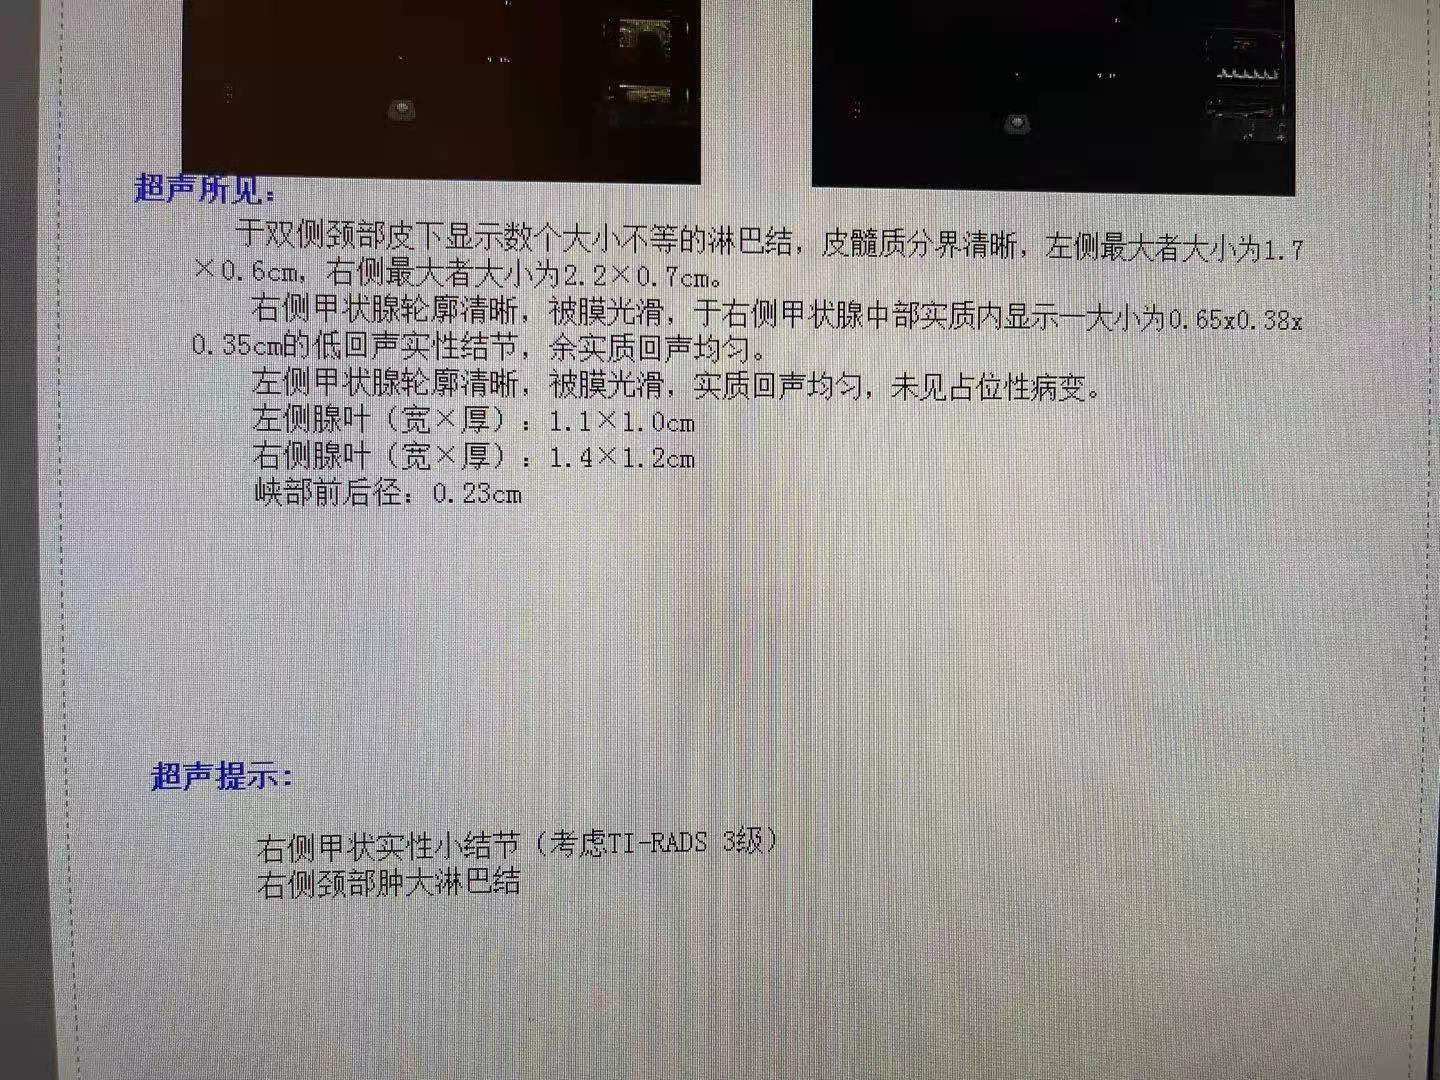 超声所见：
于双侧颈部皮下显示数个大小不等的淋巴结，皮髓质分界清晰，左侧最大者大小为1.7
×0.6cm，右侧最大者大小为2.2×0.7cm。
右侧甲状腺轮廓清晰，被膜光滑，于右侧甲状腺中部实质内显示一大小为0.65x0.38x
0.35cm的低回声实性结节，余实质回声均匀。
左侧甲状腺轮廓清晰，被膜光滑，实质回声均匀，未见占位性病变。
左侧腺叶（宽×厚）：1.1×1.0cm
右侧腺叶（宽×厚）：1.4×1.2cm
峡部前后径：0.23cm
超声提示：
右侧甲状实性小结节（考虑TI-RADS 3级）
右侧颈部肿大淋巴结